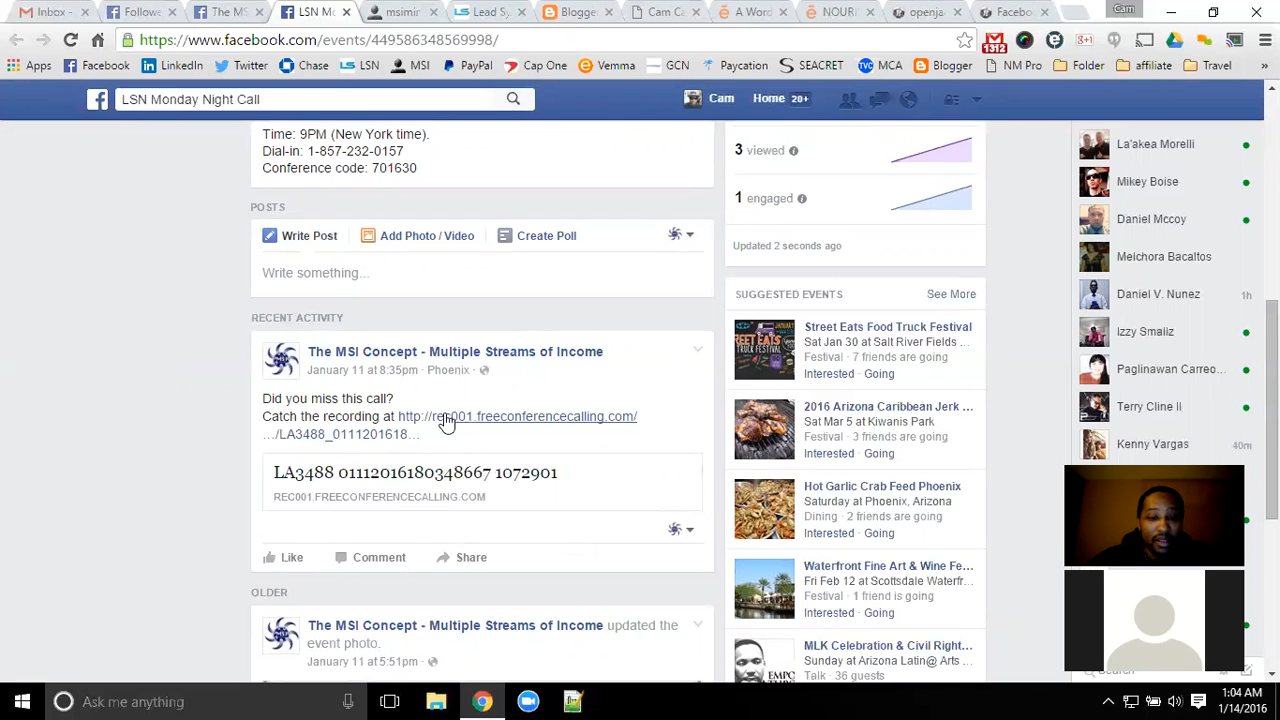 Inbox -
Followe
The MS
LSN Mo
msimin
Lead Sy
Blogge
Cam Ca
A Word
NOURI
openja
Facebo
Cam
https://www.facebook.com/events/449586348569998/
1312
Apps
Facebook
LinkedIn
Twitter
Chase
LSN
MSI
PayPal
Cap One
Vemma
GCN
Paycation
SEACRET
MCA
Blogger
NM Pro
Folder
affiliate
Travel
LSN Monday Night Call
Cam
Home 20+
Time: 9PM (New York time).
Dial-in: 1-857-232-0157
Conference code: 701630
POSTS
Write Post
Add Photo / Video
Create Poll
Write something...
RECENT ACTIVITY
The MSI Concept - Multiple Streams of Income
January 11 at 8:35pm · Phoenix ·
Did you miss this call?
Catch the recording at http://rec001.freeconferencecalling.com/
…/LA3488_0111201618…
LA3488 01112016180348667 1072901
REC001.FREECONFERENCECALLING.COM
Like
Comment
Share
OLDER
The MSI Concept - Multiple Streams of Income updated the
event photo.
January 11 at 5:51pm ·
3 viewed
1 engaged
Updated 2 seconds ago
SUGGESTED EVENTS
See More
Street Eats Food Truck Festival
Sat Jan 30 at Salt River Fields ...
Festival · 7 friends are going
Interested · Going
2016 Arizona Caribbean Jerk ...
Sat Mar 5 at Kiwanis Park
Interested · Going
Hot Garlic Crab Feed Phoenix
Saturday at Phoenix, Arizona
Dining · 2 friends are going
Interested · Going
Waterfront Fine Art & Wine Fe...
Fri Feb 12 at Scottsdale Waterfr...
Festival · 1 friend is going
Interested · Going
MLK Celebration & Civil Right...
Sunday at Arizona Latin@ Arts ...
Talk · 36 guests
La'akea Morelli
Mikey Boise
Daniel Mccoy
Melchora Bacaltos
Daniel V. Nunez
1h
Izzy Smallz
Paglinawan Carreo...
Terry Cline II
Kenny Vargas
40m
Search
Ask me anything
1:04 AM
1/14/2016